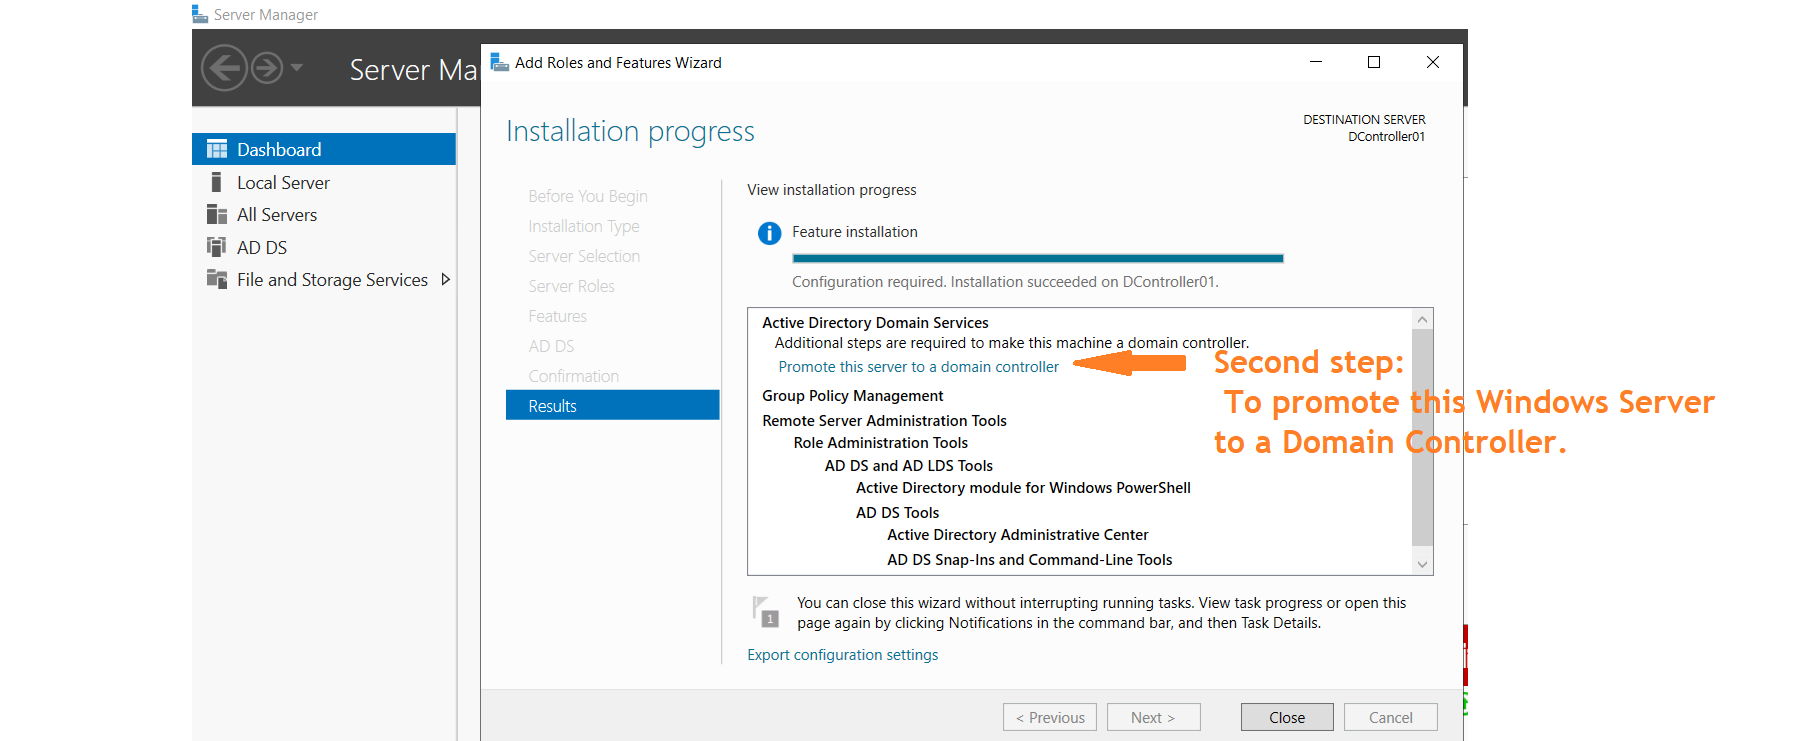 Server Manager
Server Ma
Add Roles and Features Wizard
Installation progress
DESTINATION SERVER
DController01
Dashboard
Local Server
All Servers
AD DS
File and Storage Services
Before You Begin
Installation Type
Server Selection
Server Roles
Features
AD DS
Confirmation
Results
View installation progress
Feature installation
Configuration required. Installation succeeded on DController01.
Active Directory Domain Services
Additional steps are required to make this machine a domain controller.
Promote this server to a domain controller
Group Policy Management
Remote Server Administration Tools
Role Administration Tools
AD DS and AD LDS Tools
Active Directory module for Windows PowerShell
AD DS Tools
Active Directory Administrative Center
AD DS Snap-Ins and Command-Line Tools
Second step:
To promote this Windows Server
to a Domain Controller.
1
You can close this wizard without interrupting running tasks. View task progress or open this
page again by clicking Notifications in the command bar, and then Task Details.
Export configuration settings
< Previous
Next >
Close
Cancel